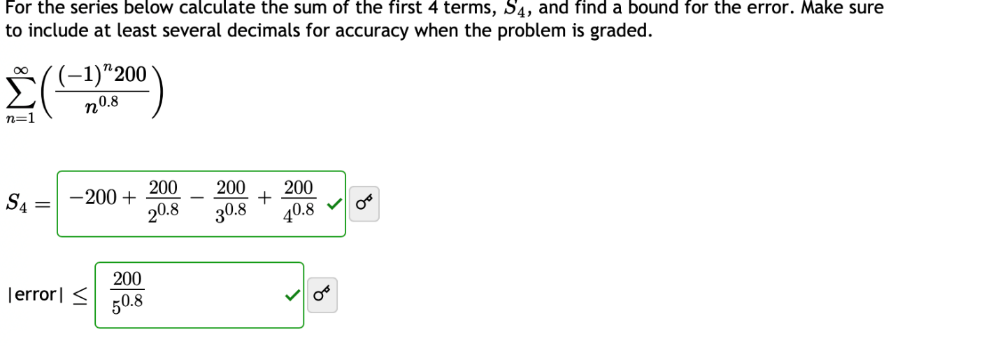 For the series below calculate the sum of the first 4 terms, $S_4$, and find a bound for the error. Make sure
to include at least several decimals for accuracy when the problem is graded.
$\sum_{n=1}^{\infty} \left( \frac{(-1)^n 200}{n^{0.8}} \right)$
$S_4 = -200 + \frac{200}{2^{0.8}} - \frac{200}{3^{0.8}} + \frac{200}{4^{0.8}}$
$|\text{error}| \leq \frac{200}{5^{0.8}}$